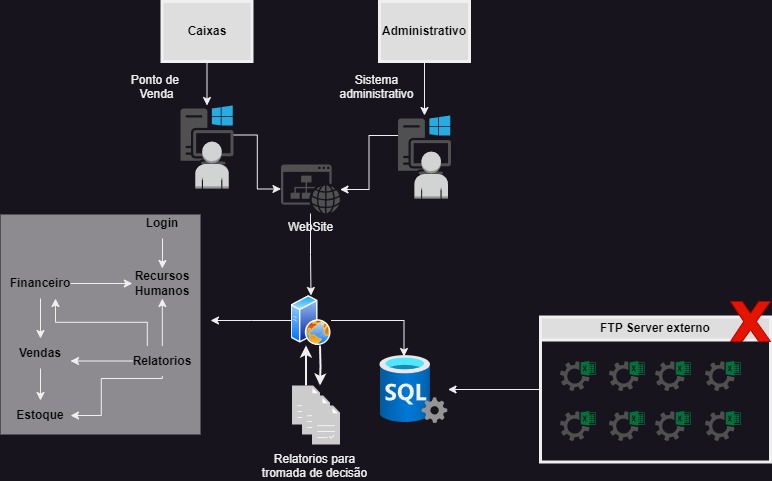 Caixas
Administrativo
Ponto de
Venda
Sistema
administrativo
WebSite
Login
Financeiro
Recursos
Humanos
Vendas
Relatorios
Estoque
FTP Server externo
X
SQL
Relatorios para
tromada de decisão